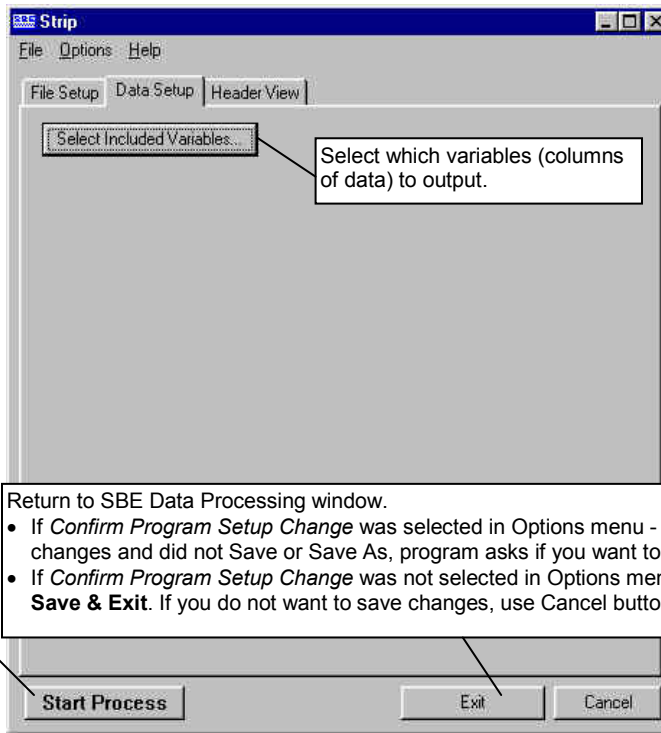 SBE Strip
File Options Help
File Setup Data Setup Header View
Select Included Variables...
Select which variables (columns
of data) to output.
Return to SBE Data Processing window.
• If Confirm Program Setup Change was selected in Options menu -
changes and did not Save or Save As, program asks if you want to
• If Confirm Program Setup Change was not selected in Options
Save & Exit. If you do not want to save changes, use Cancel
Start Process Exit Cancel